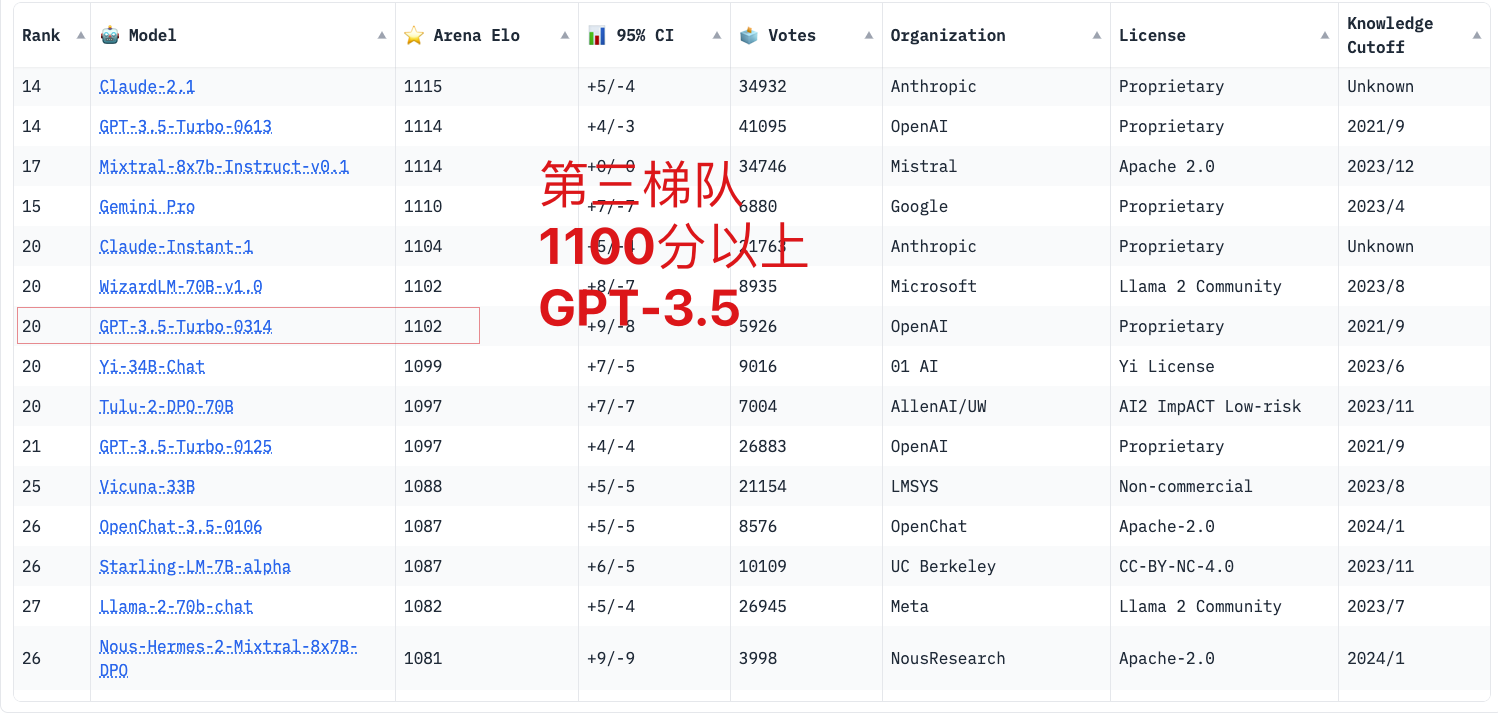 Rank Model Arena Elo 95% CI Votes Organization License Knowledge Cutoff
14 Claude-2.1 1115 +5/-4 34932 Anthropic Proprietary Unknown
14 GPT-3.5-Turbo-0613 1114 +4/-3 41095 OpenAI Proprietary 2021/9
17 Mixtral-8x7b-Instruct-v0.1 1114 +0/-0 34746 Mistral Apache 2.0 2023/12
第三梯队
15 Gemini Pro 1110 +7/-7 6880 Google Proprietary 2023/4
20 Claude-Instant-1 1104 +5/-4 21763 Anthropic Proprietary Unknown
1100分以上
20 WizardLM-70B-v1.0 1102 +8/-7 8935 Microsoft Llama 2 Community 2023/8
GPT-3.5
20 GPT-3.5-Turbo-0314 1102 +9/-8 5926 OpenAI Proprietary 2021/9
20 Yi-34B-Chat 1099 +7/-5 9016 01 AI Yi License 2023/6
20 Tulu-2-DPO-70B 1097 +7/-7 7004 AllenAI/UW AI2 ImpACT Low-risk 2023/11
21 GPT-3.5-Turbo-0125 1097 +4/-4 26883 OpenAI Proprietary 2021/9
25 Vicuna-33B 1088 +5/-5 21154 LMSYS Non-commercial 2023/8
26 OpenChat-3.5-0106 1087 +5/-5 8576 OpenChat Apache-2.0 2024/1
26 Starling-LM-7B-alpha 1087 +6/-5 10109 UC Berkeley CC-BY-NC-4.0 2023/11
27 Llama-2-70b-chat 1082 +5/-4 26945 Meta Llama 2 Community 2023/7
26 Nous-Hermes-2-Mixtral-8x7B-DPO 1081 +9/-9 3998 NousResearch Apache-2.0 2024/1